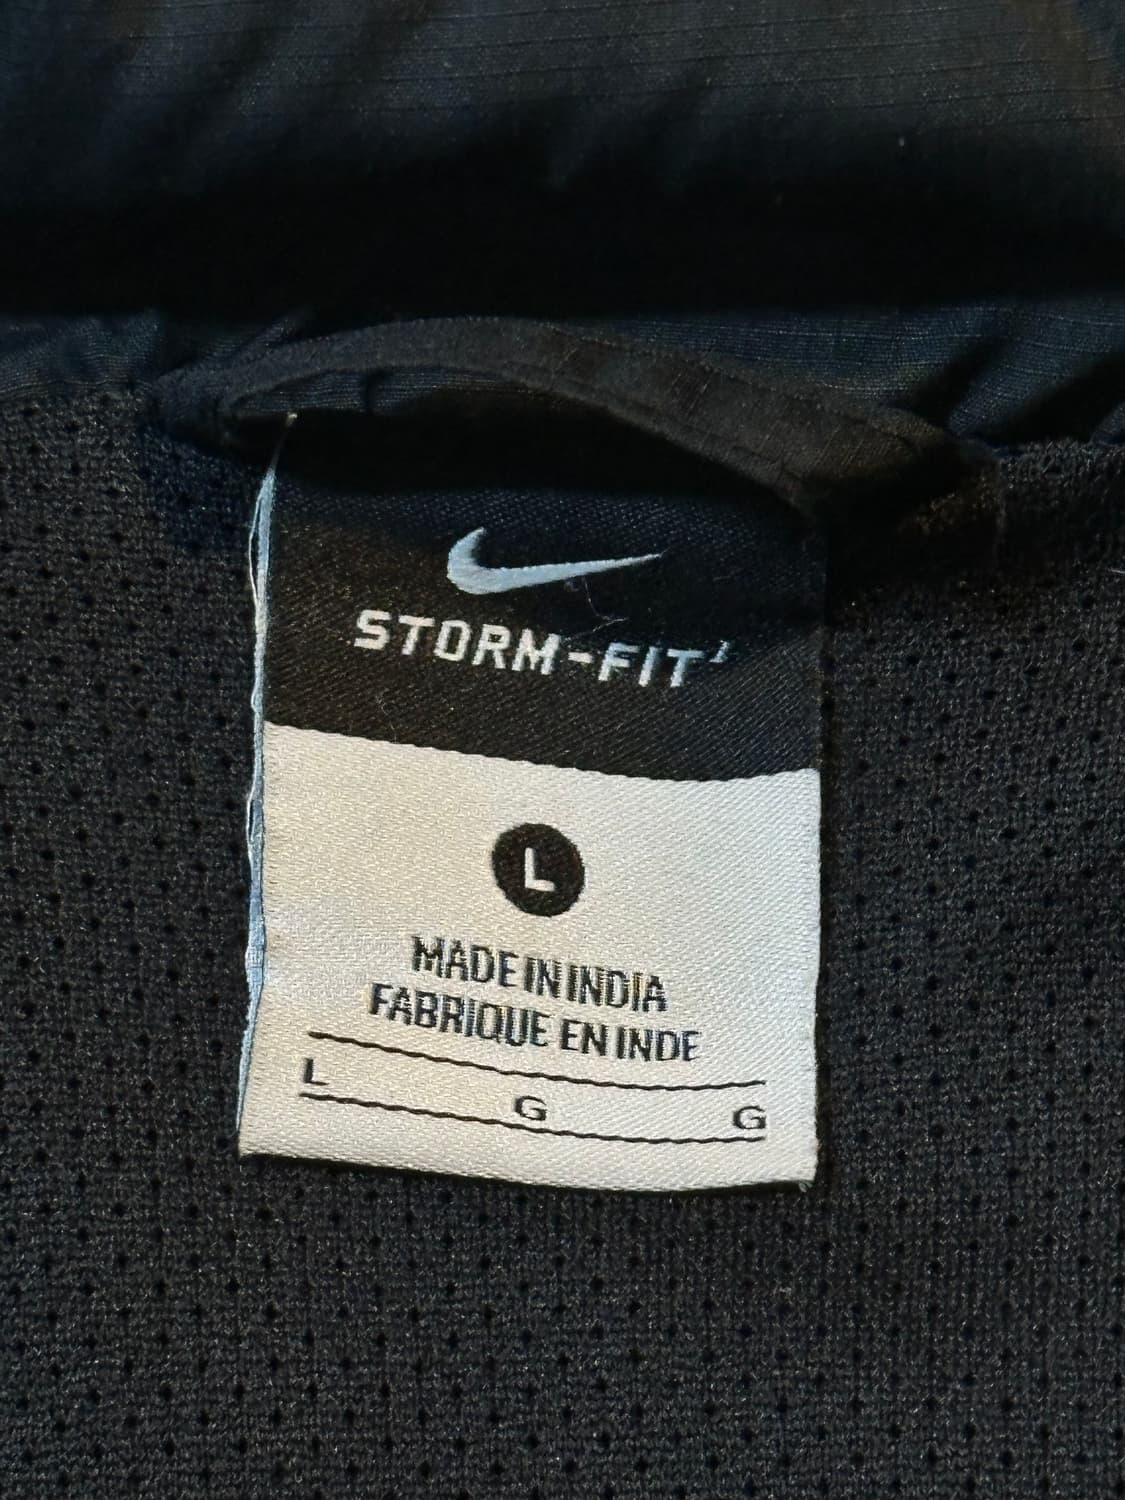 STORM-FIT
L
MADE IN INDIA
FABRIQUE EN INDE
L G G